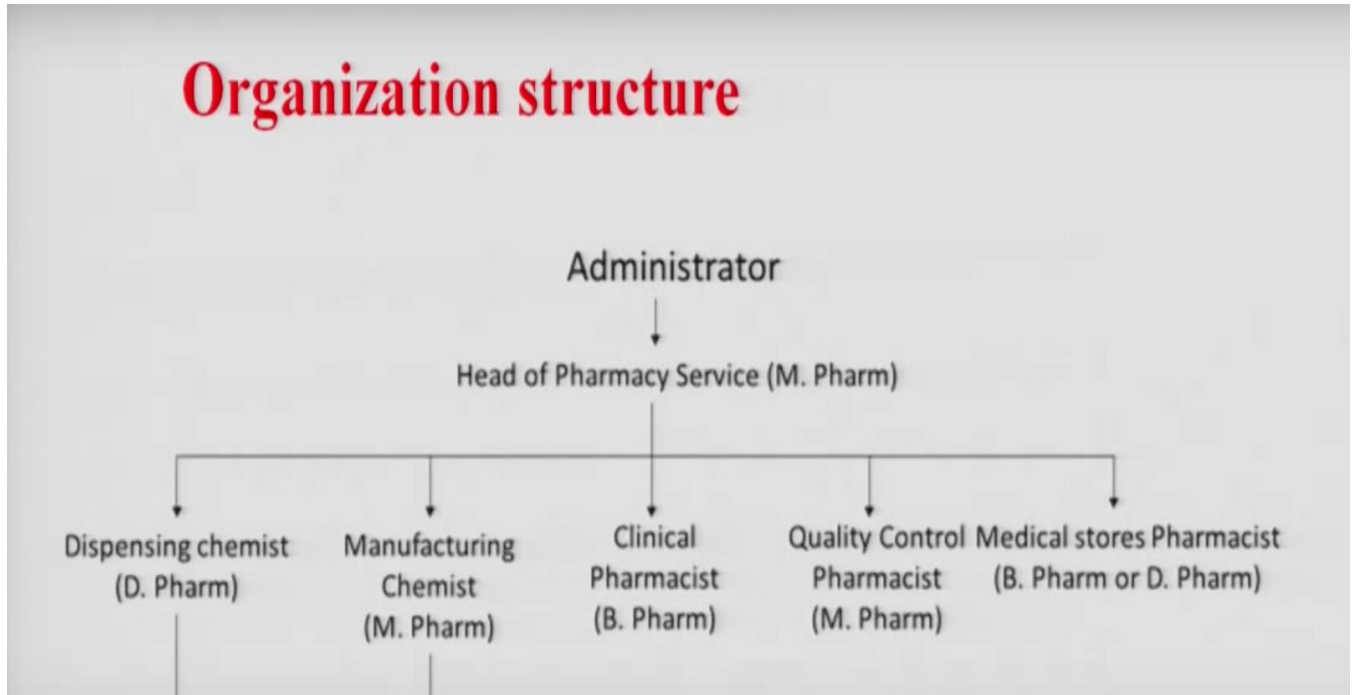 Organization structure
Administrator
Head of Pharmacy Service (M. Pharm)
Dispensing chemist
(D. Pharm)
Manufacturing
Chemist
(M. Pharm)
Clinical
Pharmacist
(B. Pharm)
Quality Control
Pharmacist
(M. Pharm)
Medical stores Pharmacist
(B. Pharm or D. Pharm)